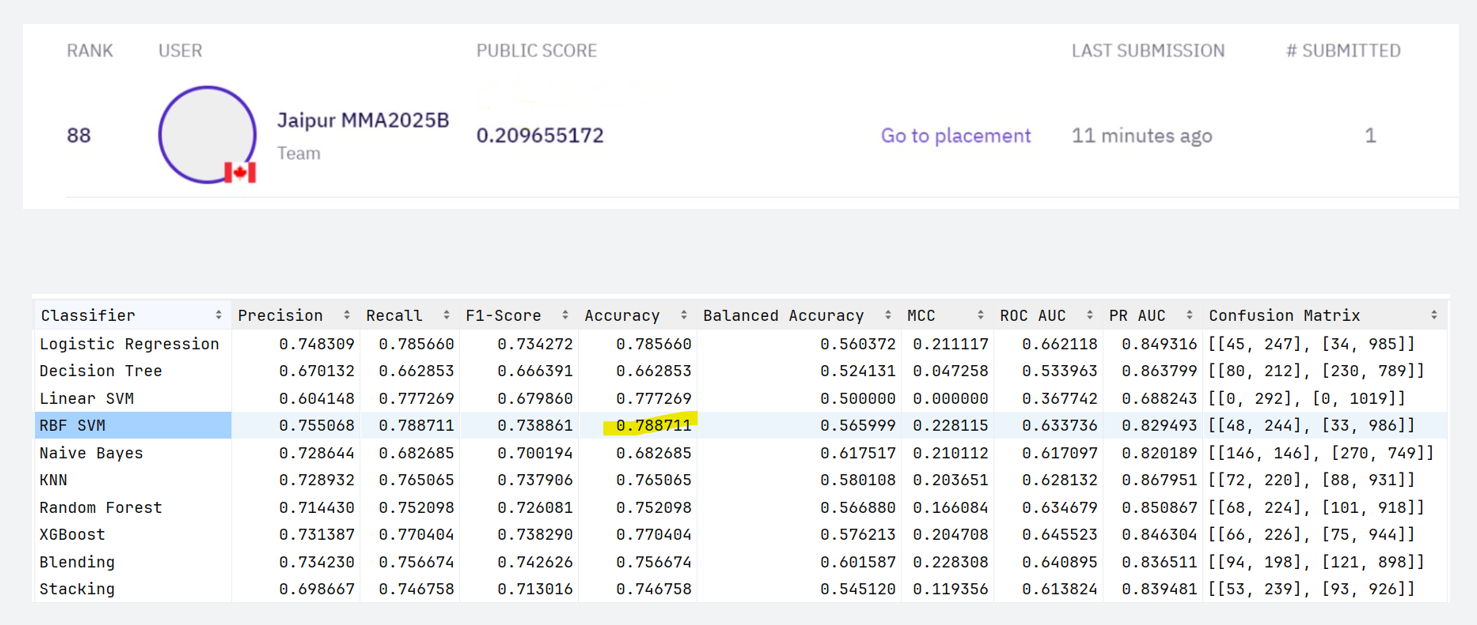 RANK USER PUBLIC SCORE LAST SUBMISSION # SUBMITTED
88 Jaipur MMA2025B Team 0.209655172 Go to placement 11 minutes ago 1
Classifier Precision Recall F1-Score Accuracy Balanced Accuracy MCC ROC AUC PR AUC Confusion Matrix
Logistic Regression 0.748309 0.785660 0.734272 0.785660 0.560372 0.211117 0.662118 0.849316 [[45, 247], [34, 985]]
Decision Tree 0.670132 0.662853 0.666391 0.662853 0.524131 0.047258 0.533963 0.863799 [[80, 212], [230, 789]]
Linear SVM 0.604148 0.777269 0.679860 0.777269 0.500000 0.000000 0.367742 0.688243 [[0, 292], [0, 1019]]
RBF SVM 0.755068 0.788711 0.738861 0.788711 0.565999 0.228115 0.633736 0.829493 [[48, 244], [33, 986]]
Naive Bayes 0.728644 0.682685 0.700194 0.682685 0.617517 0.210112 0.617097 0.820189 [[146, 146], [270, 749]]
KNN 0.728932 0.765065 0.737906 0.765065 0.580108 0.203651 0.628132 0.867951 [[72, 220], [88, 931]]
Random Forest 0.714430 0.752098 0.726081 0.752098 0.566880 0.166084 0.634679 0.850867 [[68, 224], [101, 918]]
XGBoost 0.731387 0.770404 0.738290 0.770404 0.576213 0.204708 0.645523 0.846304 [[66, 226], [75, 944]]
Blending 0.734230 0.756674 0.742626 0.756674 0.601587 0.228308 0.640895 0.836511 [[94, 198], [121, 898]]
Stacking 0.698667 0.746758 0.713016 0.746758 0.545120 0.119356 0.613824 0.839481 [[53, 239], [93, 926]]